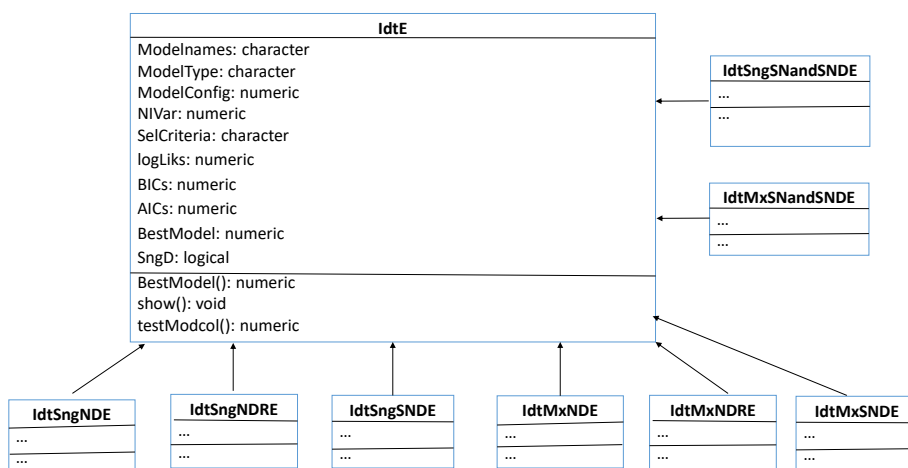 IdtE
Modelnames: character
ModelType: character
ModelConfig: numeric
NIVar: numeric
SelCriteria: character
logLiks: numeric
BICs: numeric
AICs: numeric
BestModel: numeric
SngD: logical
BestModel(): numeric
show(): void
testModcol(): numeric
IdtSngSNandSNDE
...
...
IdtMxSNandSNDE
...
...
IdtSngNDE
...
...
IdtSngNDRE
...
...
IdtSngSNDE
...
...
IdtMxNDE
...
...
IdtMxNDRE
...
...
IdtMxSNDE
...
...